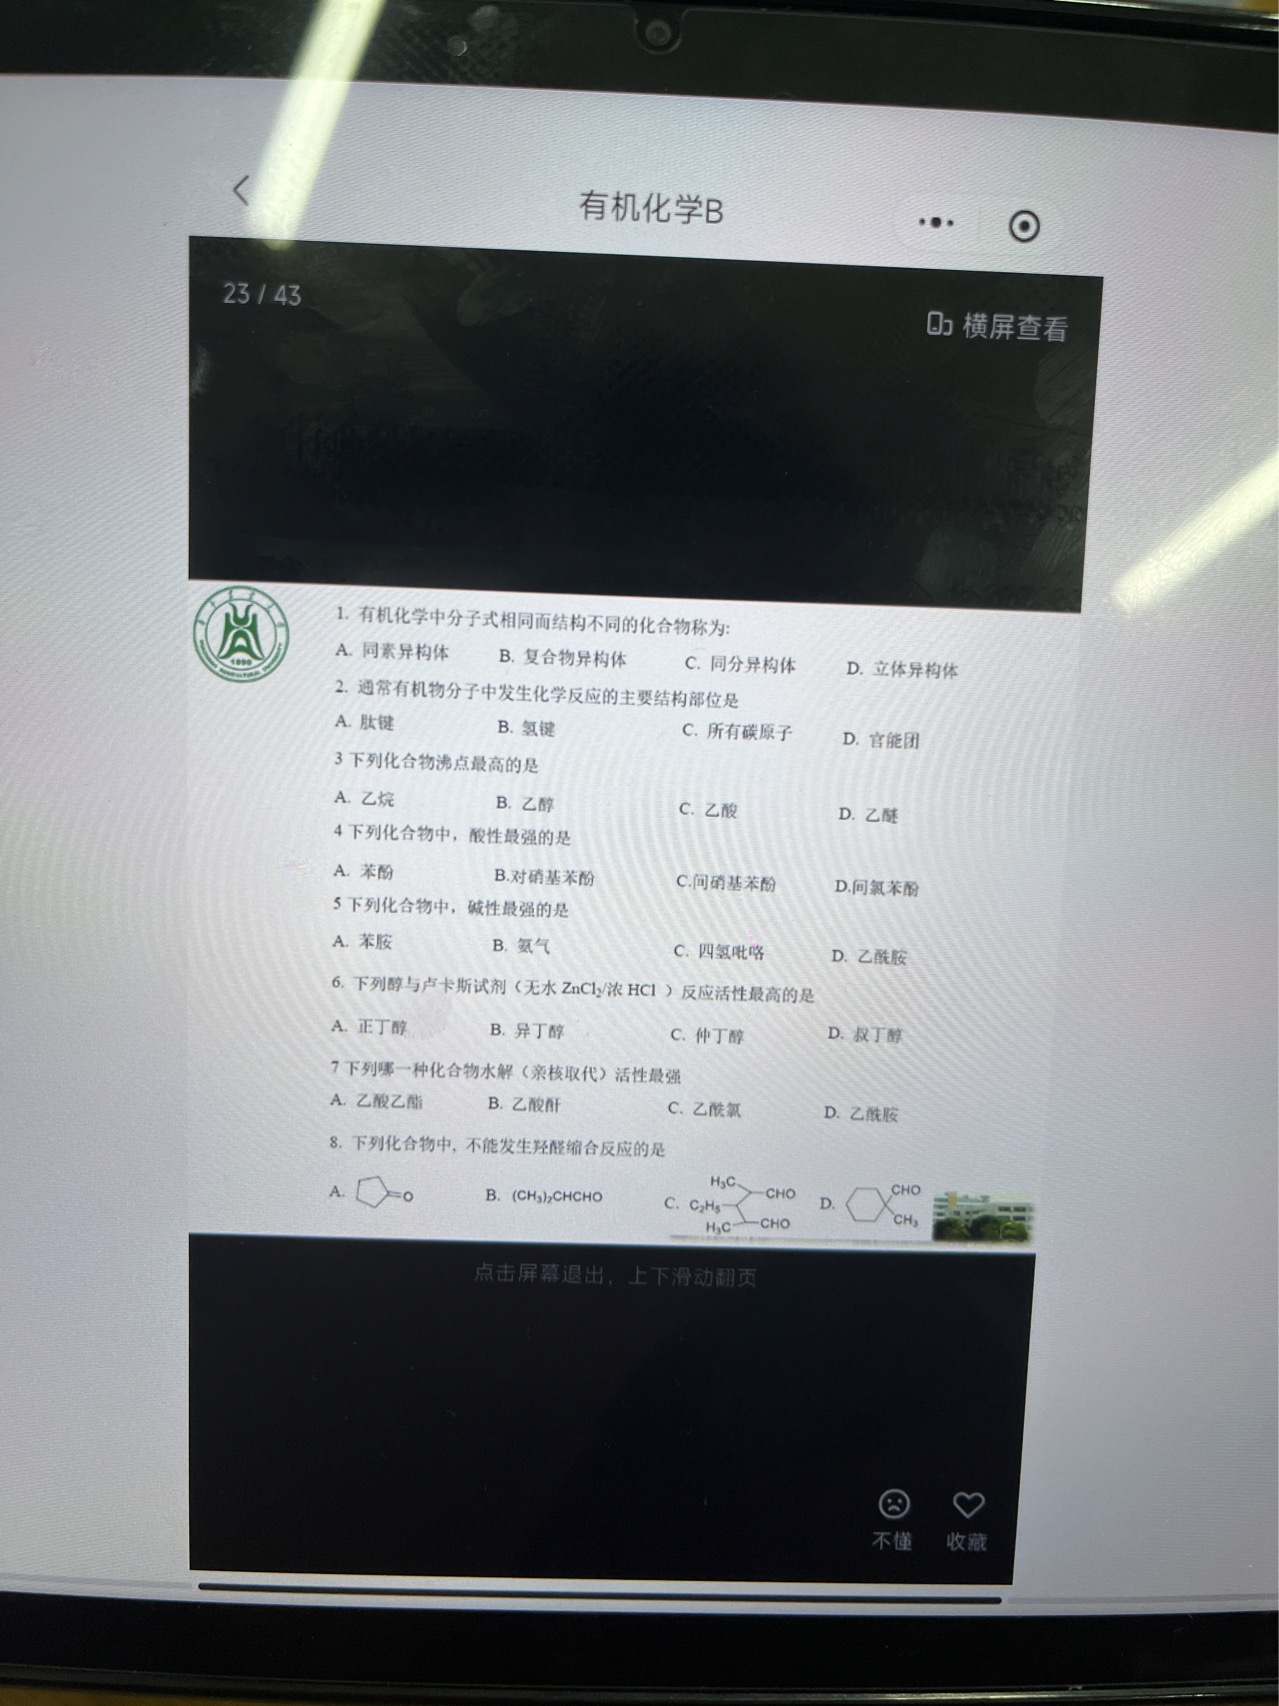 有机化学B
23 / 43
横屏查看
1. 有机化学中分子式相同而结构不同的化合物称为:
A. 同素异构体 B. 复合物异构体 C. 同分异构体 D. 立体异构体
2. 通常有机物分子中发生化学反应的主要结构部位是
A. 肽键 B. 氢键 C. 所有碳原子 D. 官能团
3 下列化合物沸点最高的是
A. 乙烷 B. 乙醇 C. 乙酸 D. 乙醚
4 下列化合物中，酸性最强的是
A. 苯酚 B.对硝基苯酚 C.间硝基苯酚 D.间氯苯酚
5 下列化合物中，碱性最强的是
A. 苯胺 B. 氨气 C. 四氢吡咯 D. 乙酰胺
6. 下列醇与卢卡斯试剂（无水 ZnCl₂/浓 HCl ）反应活性最高的是
A. 正丁醇 B. 异丁醇 C. 仲丁醇 D. 叔丁醇
7 下列哪一种化合物水解（亲核取代）活性最强
A. 乙酸乙酯 B. 乙酸酐 C. 乙酰氯 D. 乙酰胺
8. 下列化合物中, 不能发生羟醛缩合反应的是
A. O B. (CH₃)₂CHCHO C. H₃C CHO C₂H₅ H₃C CHO D. CHO CH₃
点击屏幕退出，上下滑动翻页
不懂 收藏